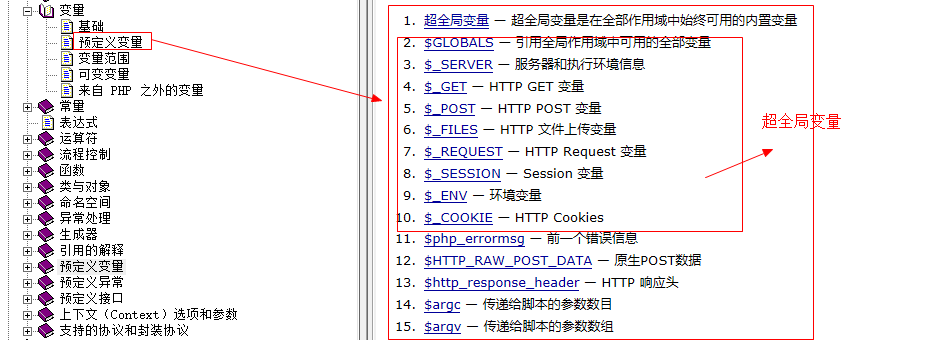 变量
基础
预定义变量
变量范围
可变变量
来自 PHP 之外的变量
常量
表达式
运算符
流程控制
函数
类与对象
命名空间
异常处理
生成器
引用的解释
预定义变量
预定义异常
预定义接口
上下文（Context）选项和参数
支持的协议和封装协议
1. 超全局变量 — 超全局变量是在全部作用域中始终可用的内置变量
2. $GLOBALS — 引用全局作用域中可用的全部变量
3. $_SERVER — 服务器和执行环境信息
4. $_GET — HTTP GET 变量
5. $_POST — HTTP POST 变量
6. $_FILES — HTTP 文件上传变量
7. $_REQUEST — HTTP Request 变量
8. $_SESSION — Session 变量
9. $_ENV — 环境变量
10. $_COOKIE — HTTP Cookies
11. $php_errormsg — 前一个错误信息
12. $HTTP_RAW_POST_DATA — 原生POST数据
13. $http_response_header — HTTP 响应头
14. $argc — 传递给脚本的参数数目
15. $argv — 传递给脚本的参数数组
超全局变量